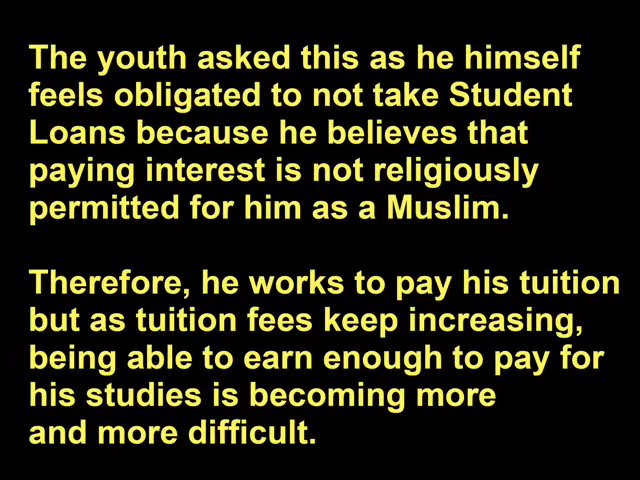 The youth asked this as he himself
feels obligated to not take Student
Loans because he believes that
paying interest is not religiously
permitted for him as a Muslim.
Therefore, he works to pay his tuition
but as tuition fees keep increasing,
being able to earn enough to pay for
his studies is becoming more
and more difficult.